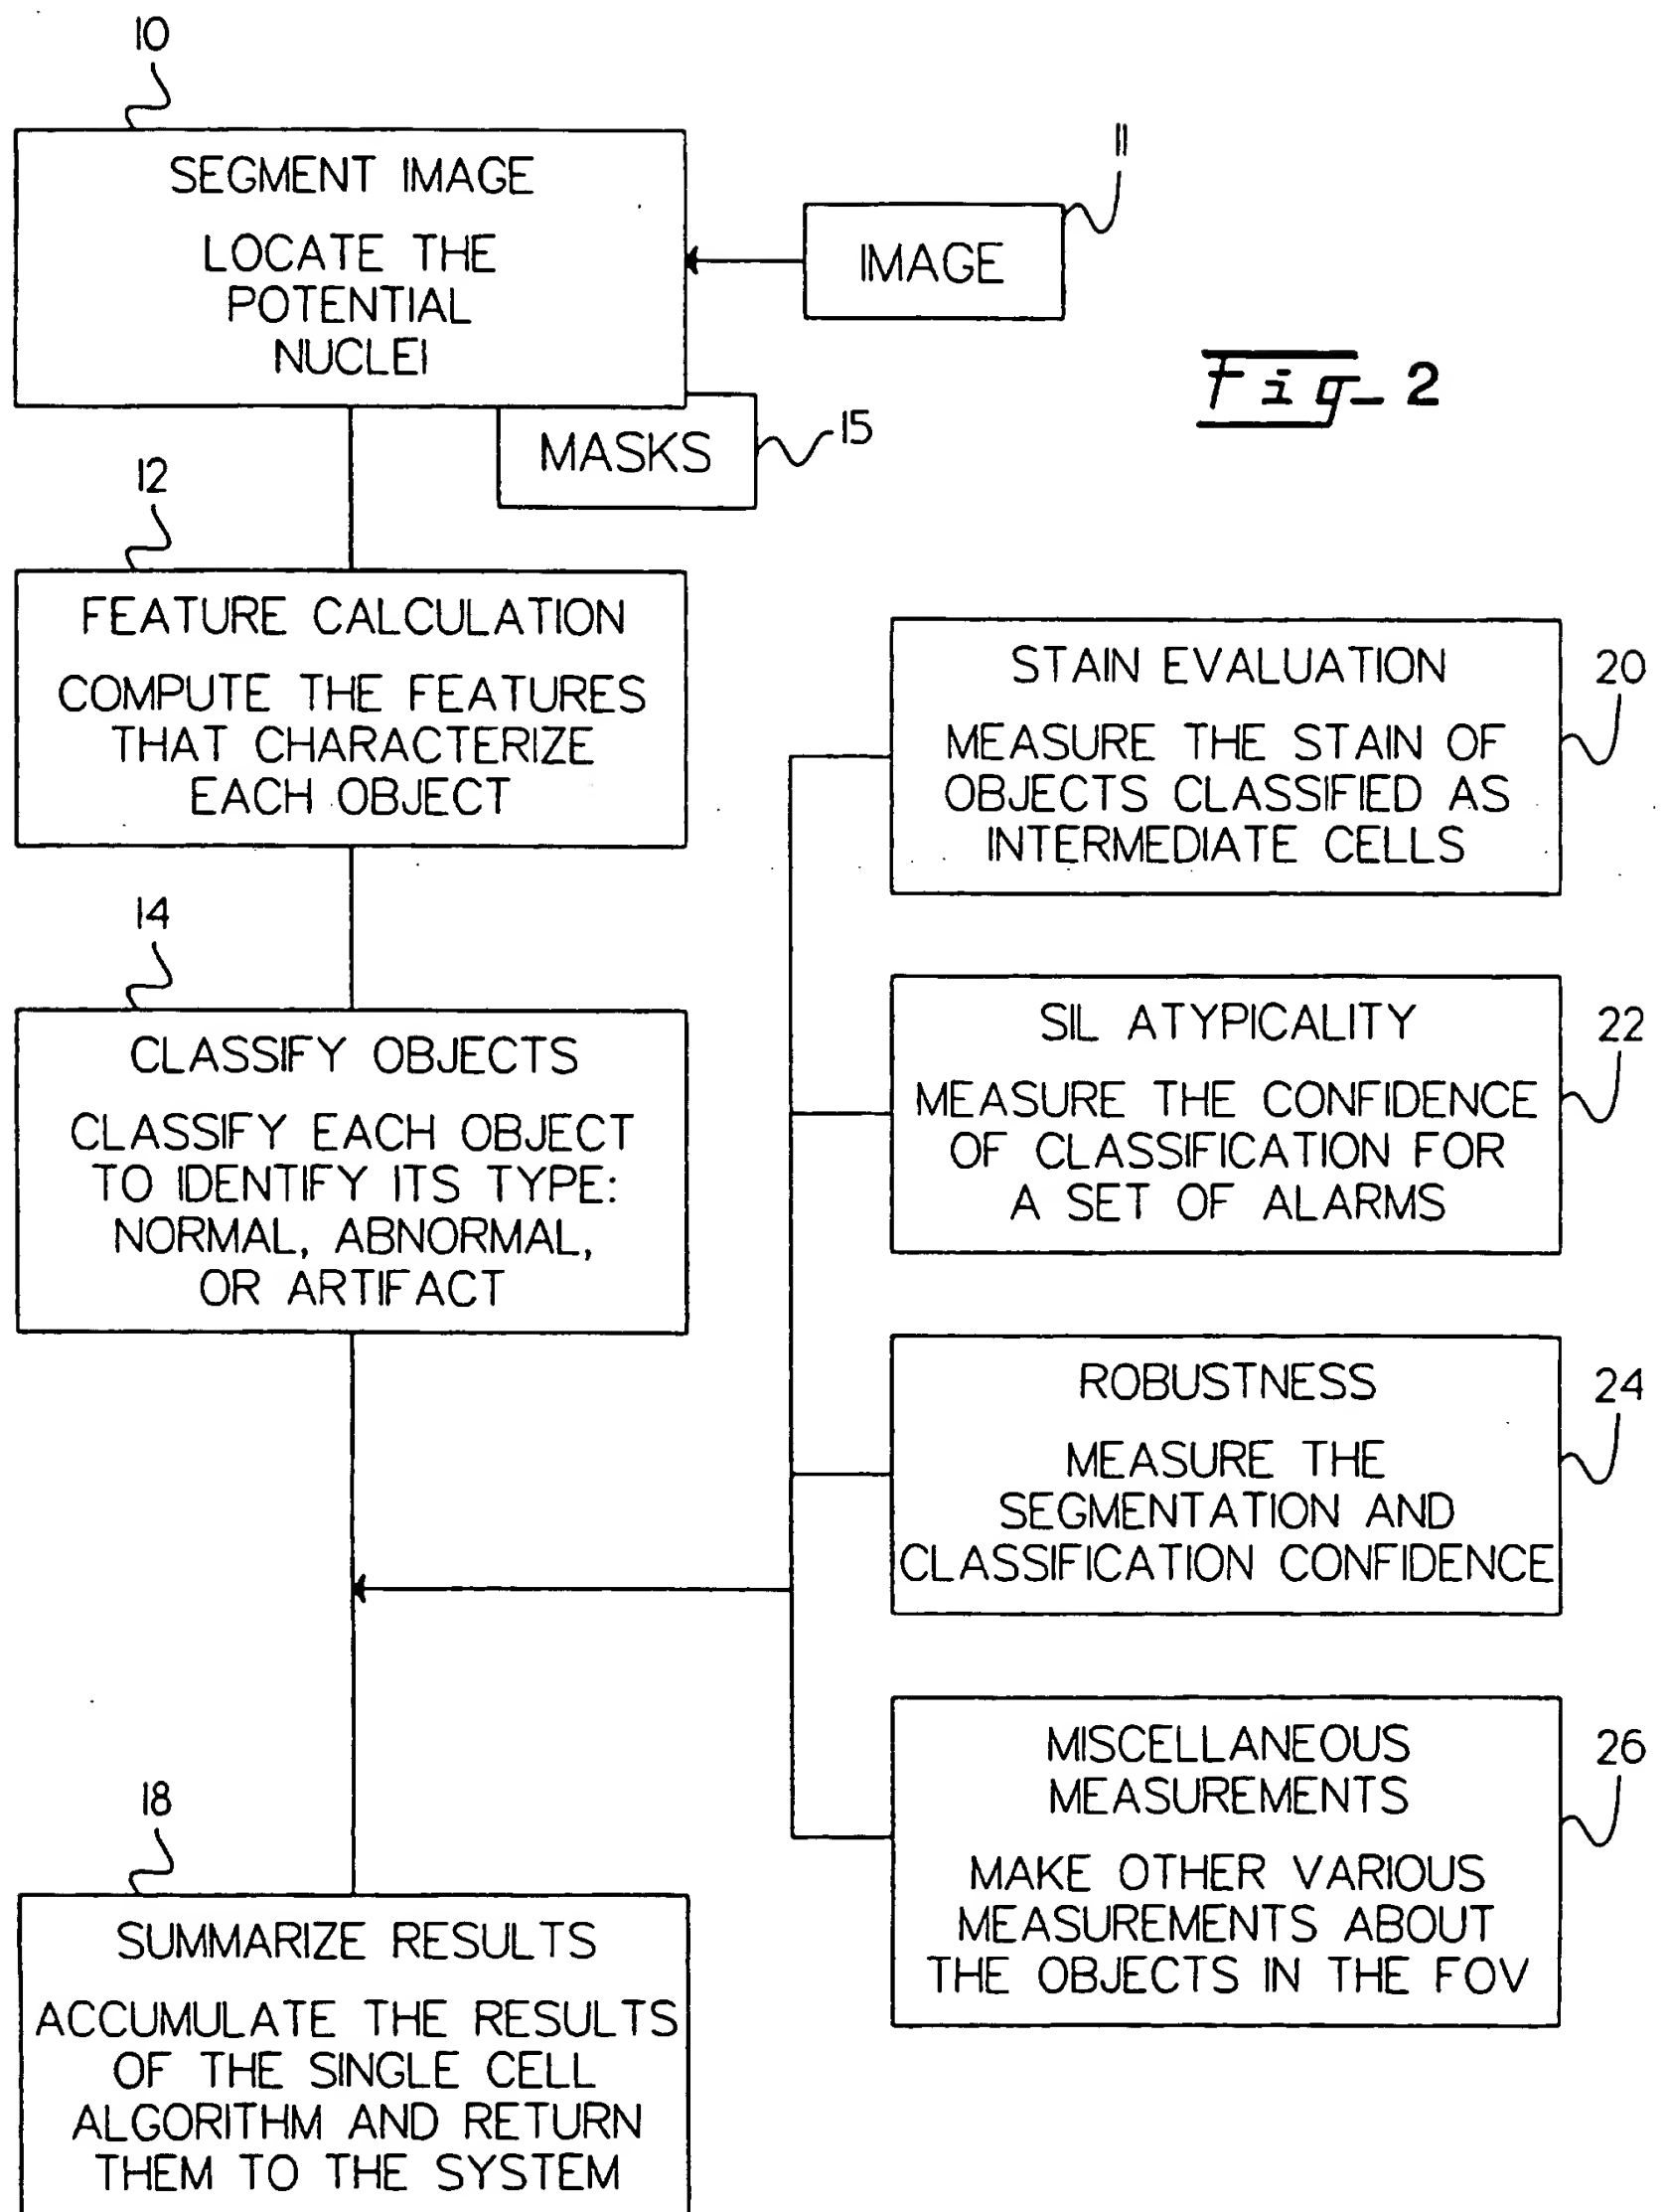 10
SEGMENT IMAGE
LOCATE THE
POTENTIAL
NUCLEI
11
IMAGE
Fig- 2
MASKS
15
12
FEATURE CALCULATION
COMPUTE THE FEATURES
THAT CHARACTERIZE
EACH OBJECT
14
CLASSIFY OBJECTS
CLASSIFY EACH OBJECT
TO IDENTIFY ITS TYPE:
NORMAL, ABNORMAL,
OR ARTIFACT
STAIN EVALUATION
MEASURE THE STAIN OF
OBJECTS CLASSIFIED AS
INTERMEDIATE CELLS
20
SIL ATYPICALITY
MEASURE THE CONFIDENCE
OF CLASSIFICATION FOR
A SET OF ALARMS
22
ROBUSTNESS
MEASURE THE
SEGMENTATION AND
CLASSIFICATION CONFIDENCE
24
MISCELLANEOUS
MEASUREMENTS
MAKE OTHER VARIOUS
MEASUREMENTS ABOUT
THE OBJECTS IN THE FOV
26
18
SUMMARIZE RESULTS
ACCUMULATE THE RESULTS
OF THE SINGLE CELL
ALGORITHM AND RETURN
THEM TO THE SYSTEM